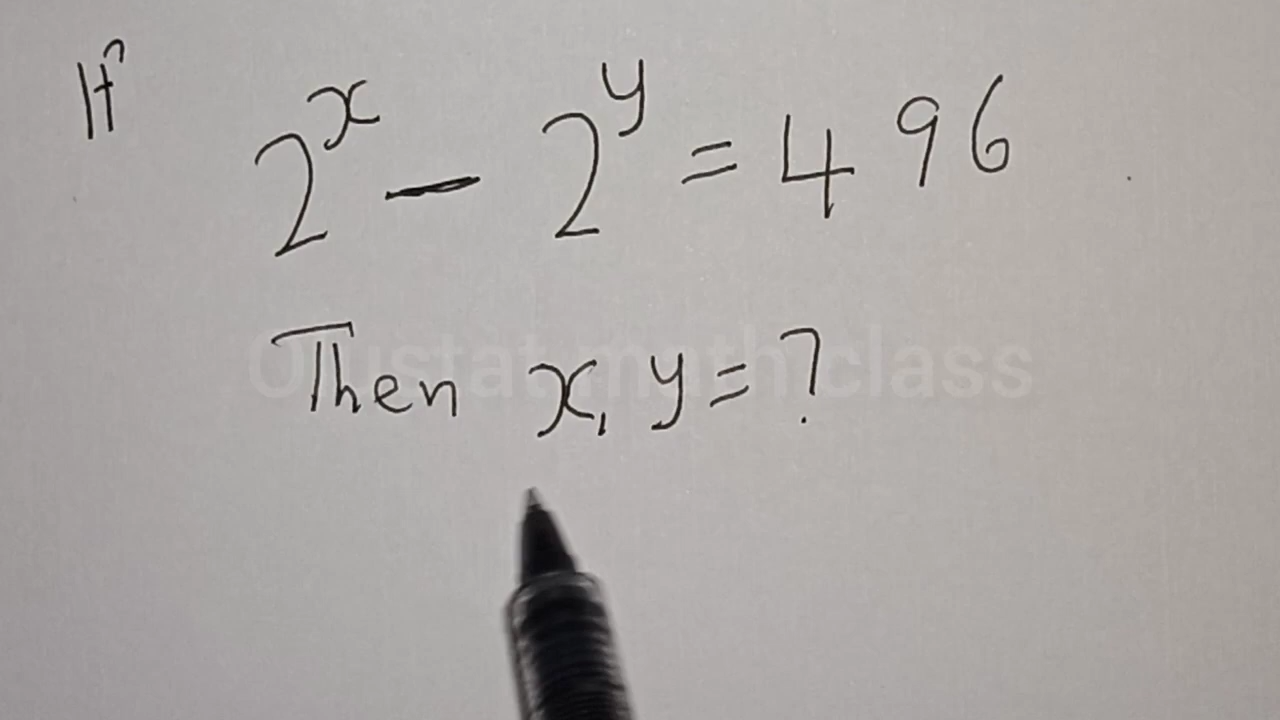 If
2^x - 2^y = 496
Then x, y = ?